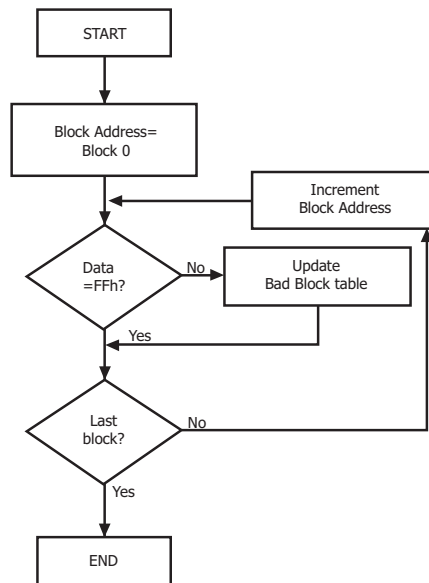 START
Block Address=
Block 0
Increment
Block Address
Data
=FFh?
No
Update
Bad Block table
Yes
Last
block?
No
Yes
END